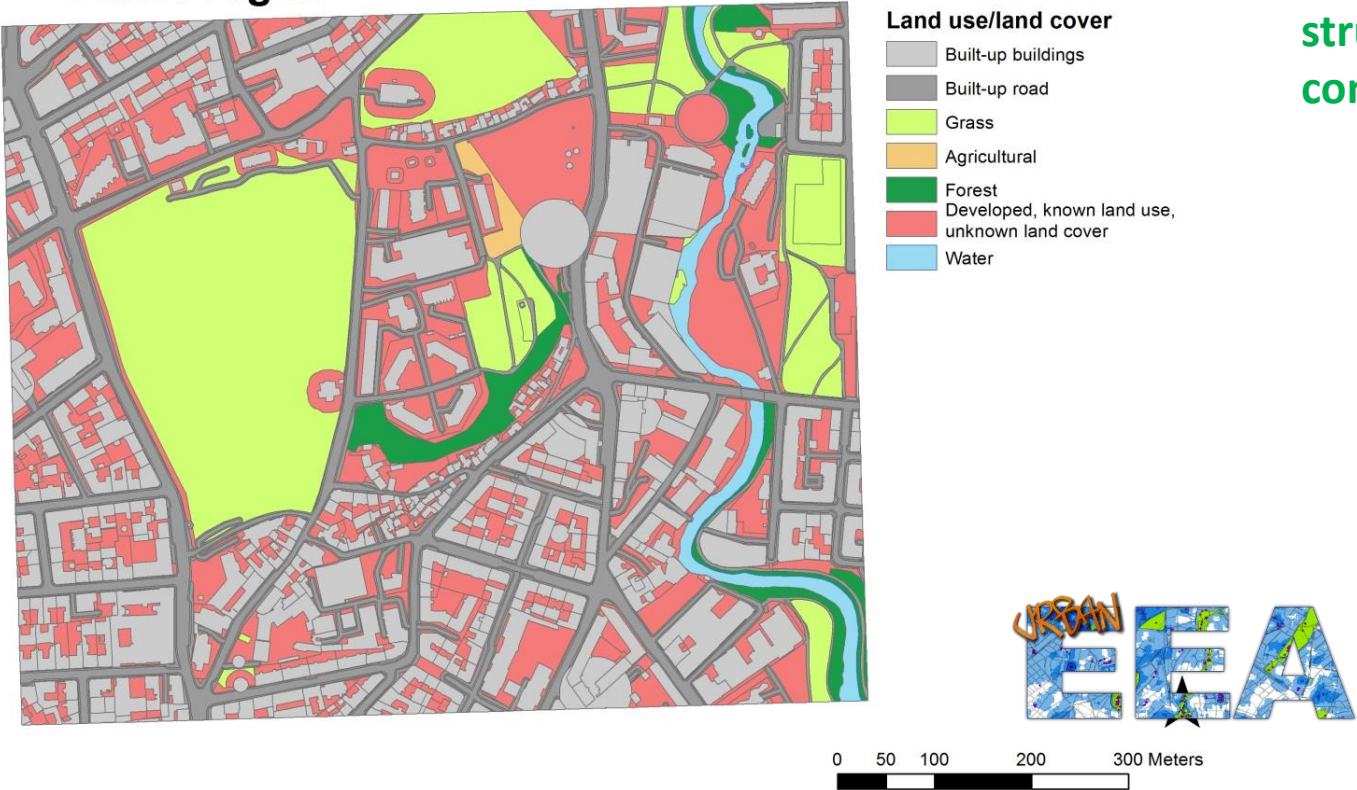 Land use/land cover
Built-up buildings
Built-up road
Grass
Agricultural
Forest
Developed, known land use,
unknown land cover
Water
URBAN
EEA
0 50 100 200 300 Meters